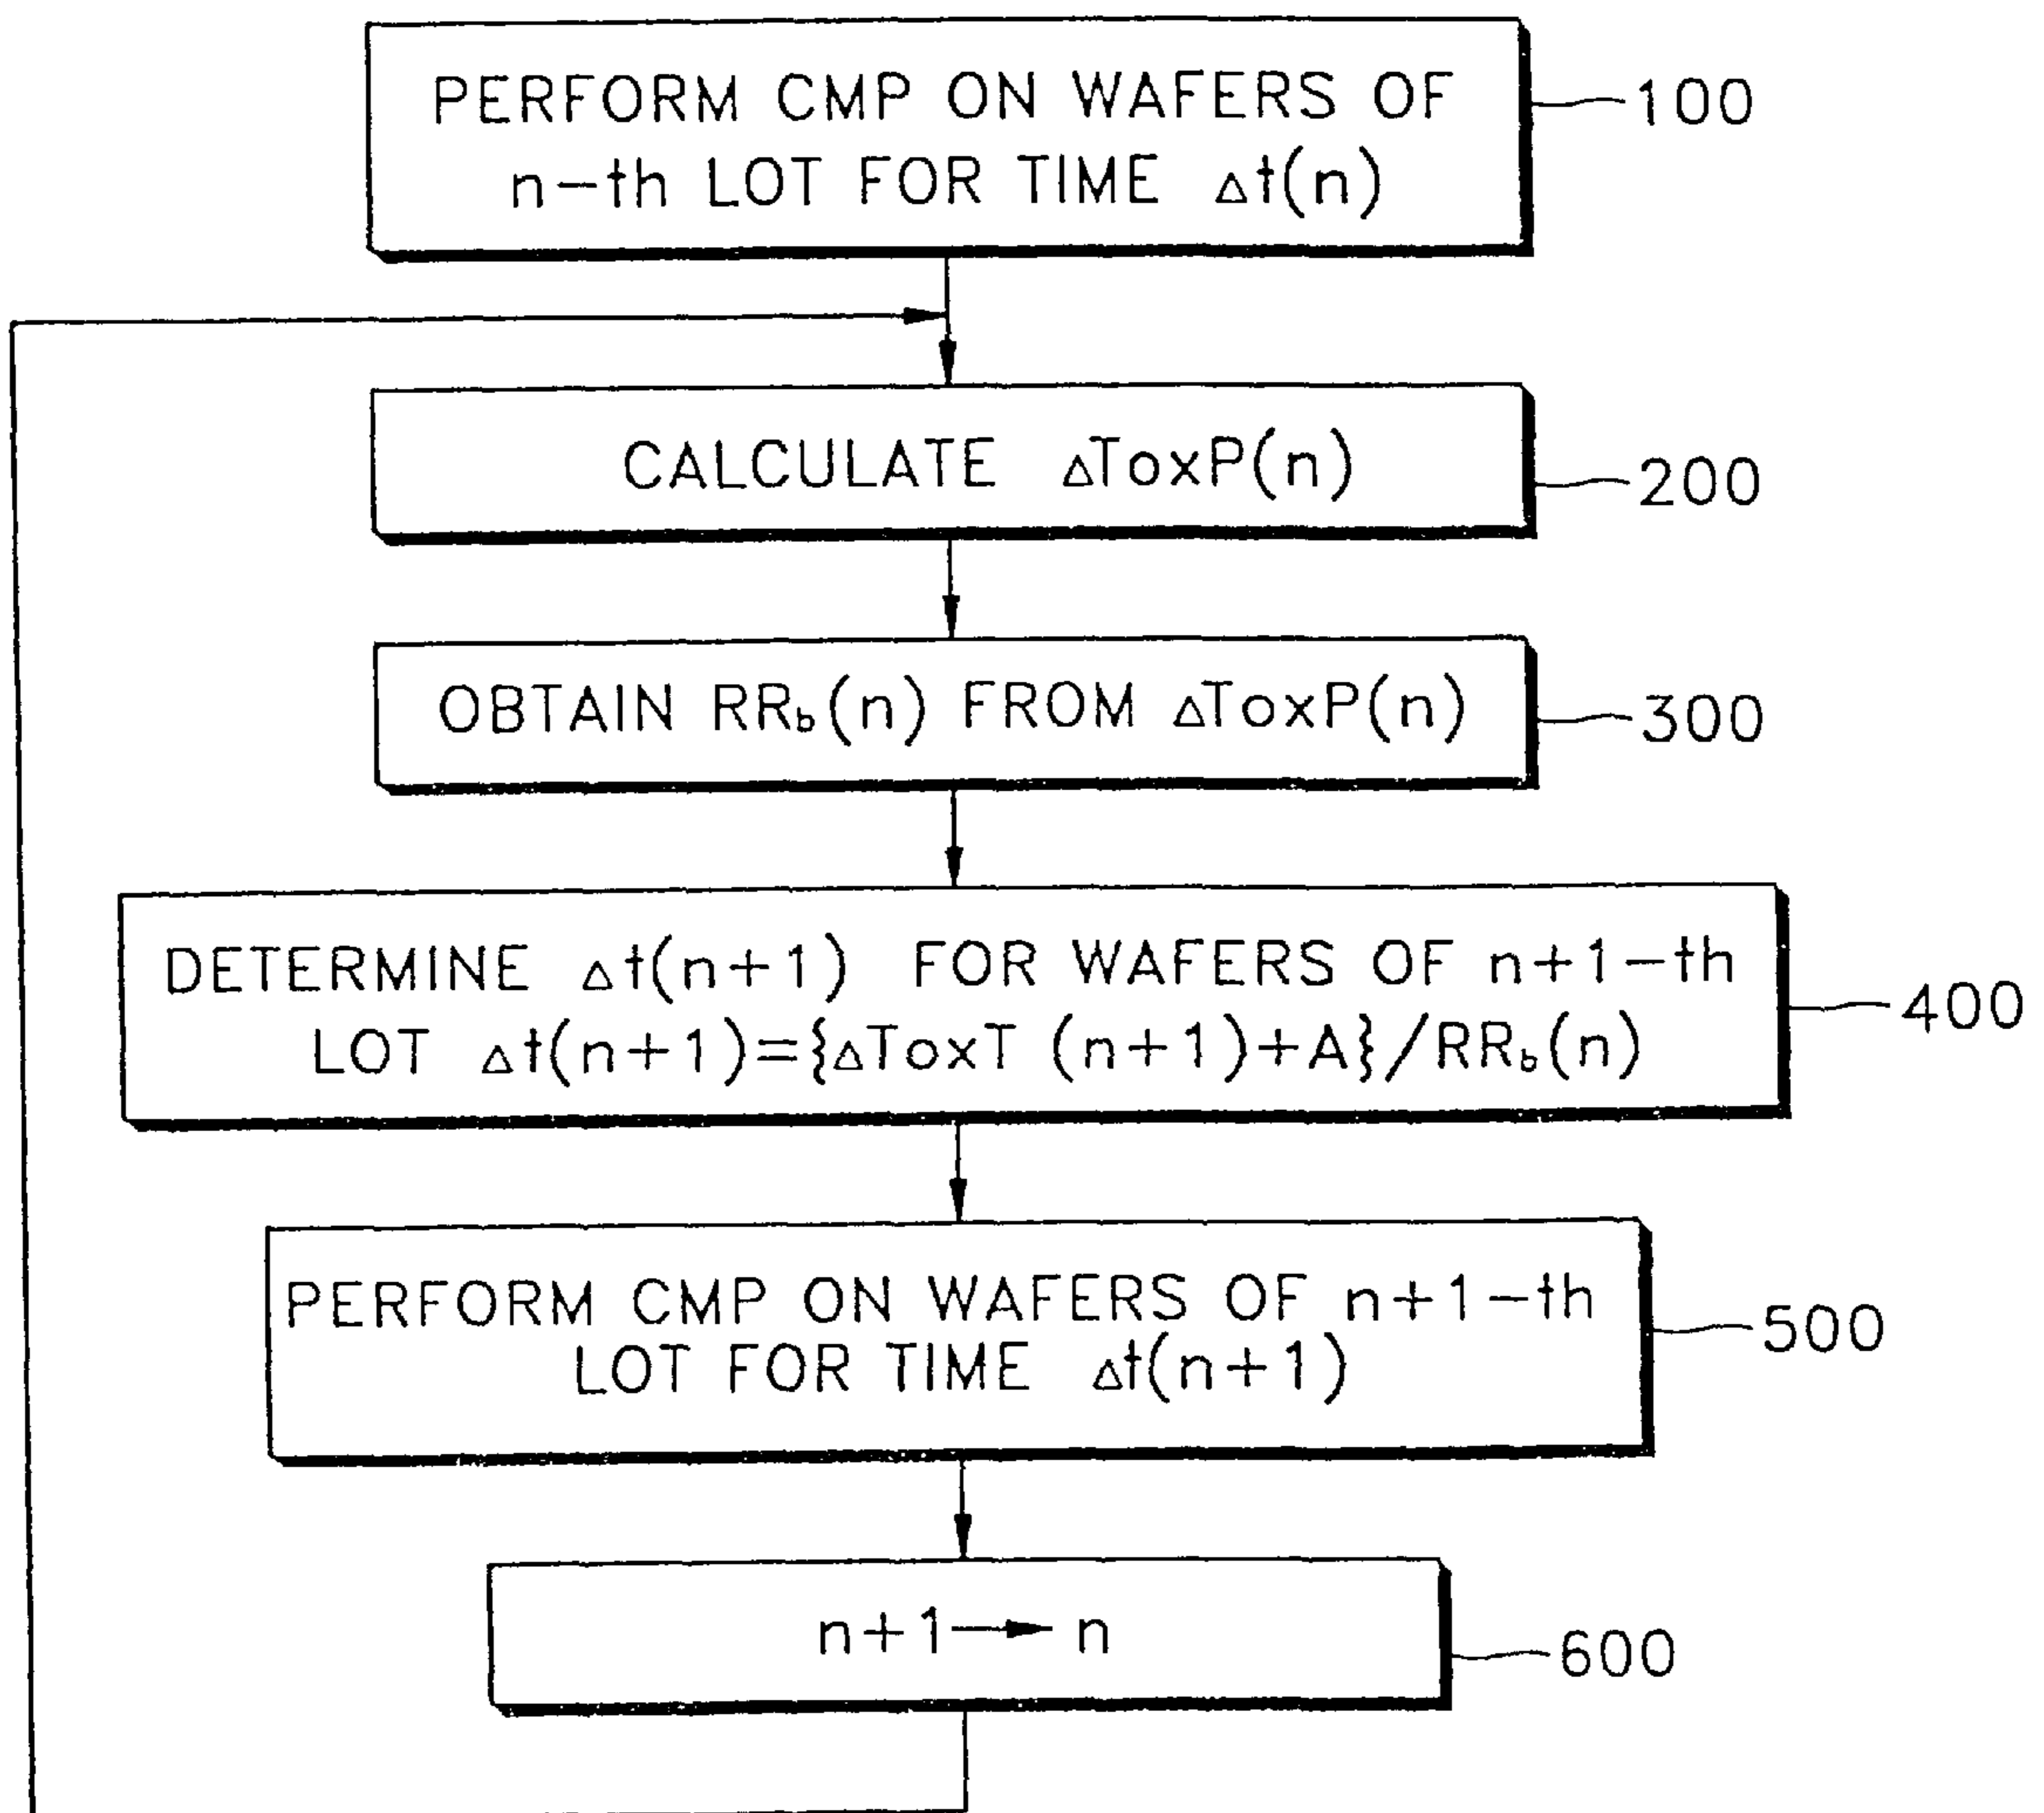 PERFORM CMP ON WAFERS OF
n-th LOT FOR TIME Δt(n)
100
CALCULATE ΔToxP(n)
200
OBTAIN RRb(n) FROM ΔToxP(n)
300
DETERMINE Δt(n+1) FOR WAFERS OF n+1-th
LOT Δt(n+1)={ΔToxT (n+1)+A}/RRb(n)
400
PERFORM CMP ON WAFERS OF n+1-th
LOT FOR TIME Δt(n+1)
500
n+1→ n
600